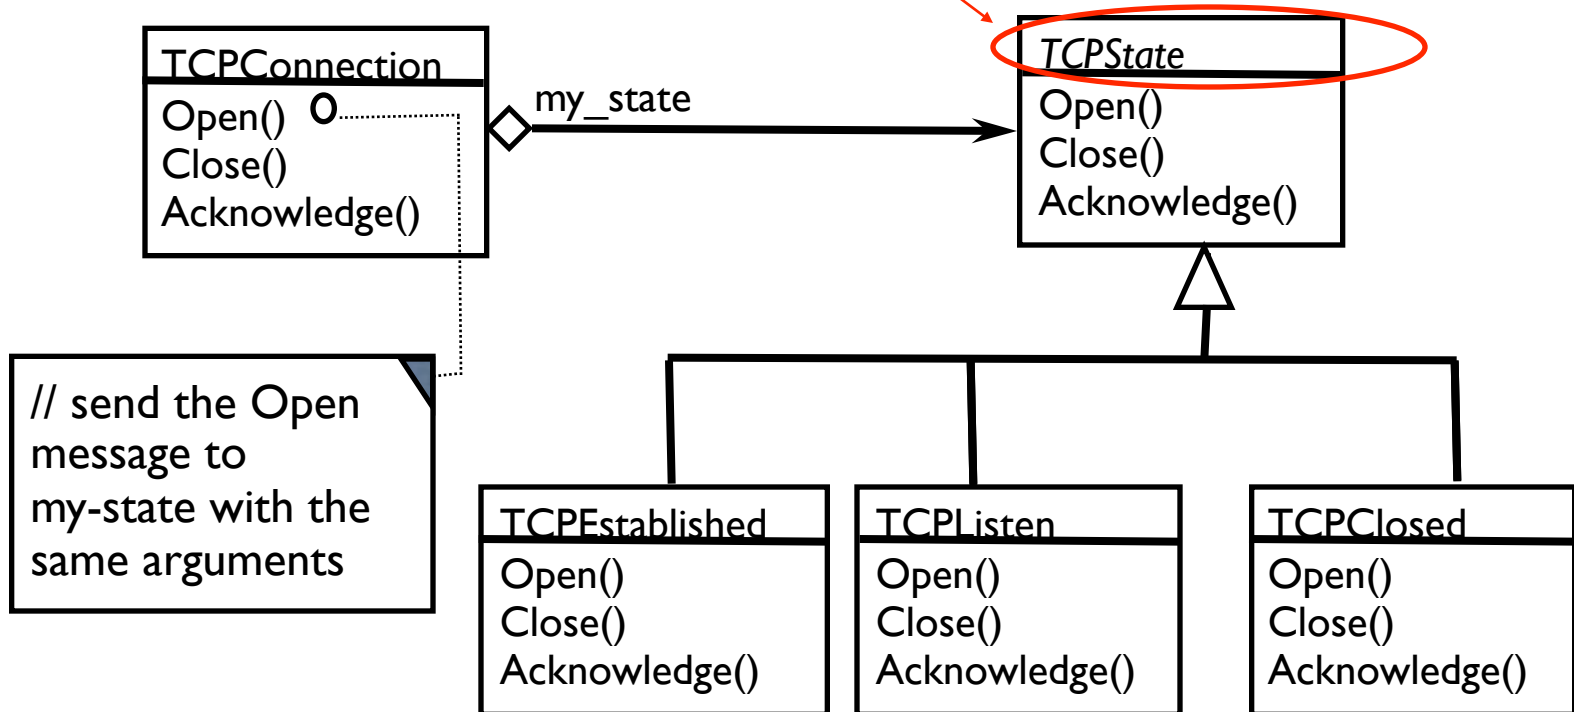 TCPConnection
Open()
Close()
Acknowledge()
my_state
TCPState
Open()
Close()
Acknowledge()
// send the Open
message to
my-state with the
same arguments
TCPEstablished
Open()
Close()
Acknowledge()
TCPListen
Open()
Close()
Acknowledge()
TCPClosed
Open()
Close()
Acknowledge()